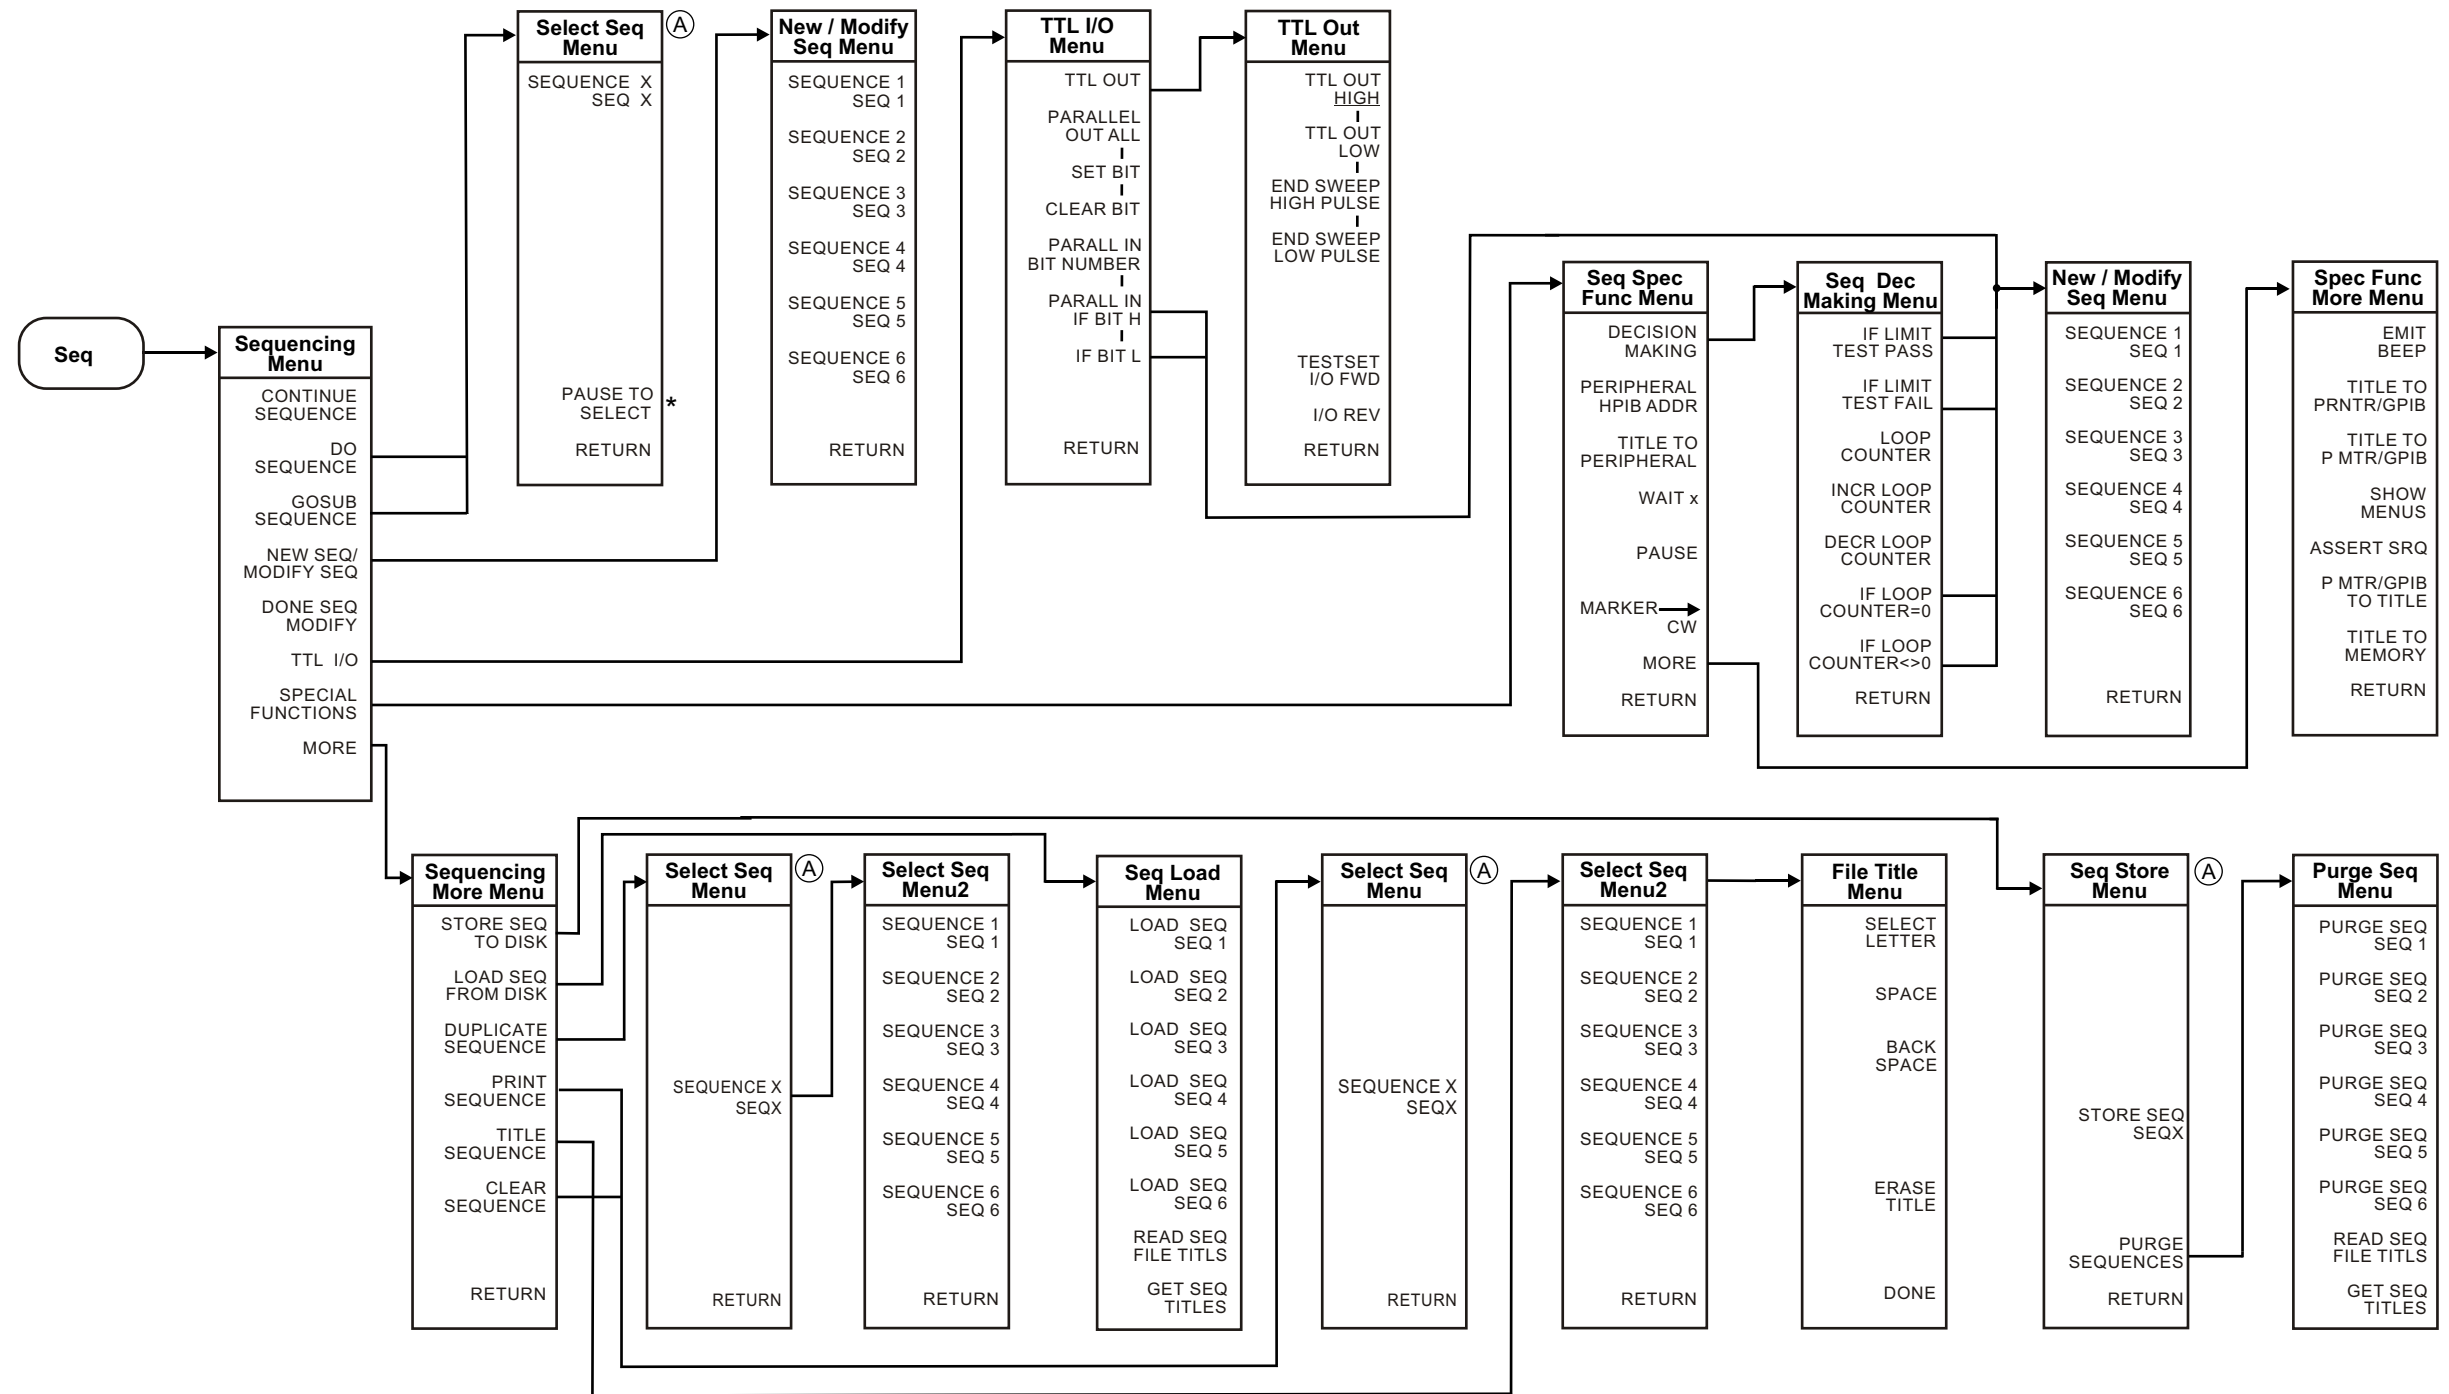 Seq
Sequencing
Menu
CONTINUE
SEQUENCE
DO
SEQUENCE
GOSUB
SEQUENCE
NEW SEQ/
MODIFY SEQ
DONE SEQ
MODIFY
TTL I/O
SPECIAL
FUNCTIONS
MORE
Select Seq
Menu
A
SEQUENCE X
SEQ X
PAUSE TO
SELECT
*
RETURN
New / Modify
Seq Menu
SEQUENCE 1
SEQ 1
SEQUENCE 2
SEQ 2
SEQUENCE 3
SEQ 3
SEQUENCE 4
SEQ 4
SEQUENCE 5
SEQ 5
SEQUENCE 6
SEQ 6
RETURN
TTL I/O
Menu
TTL OUT
PARALLEL
OUT ALL
SET BIT
CLEAR BIT
PARALL IN
BIT NUMBER
PARALL IN
IF BIT H
IF BIT L
RETURN
TTL Out
Menu
TTL OUT
HIGH
TTL OUT
LOW
END SWEEP
HIGH PULSE
END SWEEP
LOW PULSE
TESTSET
I/O FWD
I/O REV
RETURN
Seq Spec
Func Menu
DECISION
MAKING
PERIPHERAL
HPIB ADDR
TITLE TO
PERIPHERAL
WAIT x
PAUSE
MARKER
CW
MORE
RETURN
Seq Dec
Making Menu
IF LIMIT
TEST PASS
IF LIMIT
TEST FAIL
LOOP
COUNTER
INCR LOOP
COUNTER
DECR LOOP
COUNTER
IF LOOP
COUNTER=0
IF LOOP
COUNTER<>0
RETURN
New / Modify
Seq Menu
SEQUENCE 1
SEQ 1
SEQUENCE 2
SEQ 2
SEQUENCE 3
SEQ 3
SEQUENCE 4
SEQ 4
SEQUENCE 5
SEQ 5
SEQUENCE 6
SEQ 6
RETURN
Spec Func
More Menu
EMIT
BEEP
TITLE TO
PRNTR/GPIB
TITLE TO
P MTR/GPIB
SHOW
MENUS
ASSERT SRQ
P MTR/GPIB
TO TITLE
TITLE TO
MEMORY
RETURN
Sequencing
More Menu
STORE SEQ
TO DISK
LOAD SEQ
FROM DISK
DUPLICATE
SEQUENCE
PRINT
SEQUENCE
TITLE
SEQUENCE
CLEAR
SEQUENCE
RETURN
Select Seq
Menu
A
SEQUENCE X
SEQX
RETURN
Select Seq
Menu2
SEQUENCE 1
SEQ 1
SEQUENCE 2
SEQ 2
SEQUENCE 3
SEQ 3
SEQUENCE 4
SEQ 4
SEQUENCE 5
SEQ 5
SEQUENCE 6
SEQ 6
RETURN
Seq Load
Menu
LOAD SEQ
SEQ 1
LOAD SEQ
SEQ 2
LOAD SEQ
SEQ 3
LOAD SEQ
SEQ 4
LOAD SEQ
SEQ 5
LOAD SEQ
SEQ 6
READ SEQ
FILE TITLS
GET SEQ
TITLES
Select Seq
Menu
A
SEQUENCE X
SEQX
RETURN
Select Seq
Menu2
SEQUENCE 1
SEQ 1
SEQUENCE 2
SEQ 2
SEQUENCE 3
SEQ 3
SEQUENCE 4
SEQ 4
SEQUENCE 5
SEQ 5
SEQUENCE 6
SEQ 6
RETURN
File Title
Menu
SELECT
LETTER
SPACE
BACK
SPACE
ERASE
TITLE
DONE
Seq Store
Menu
A
STORE SEQ
SEQX
PURGE
SEQUENCES
RETURN
Purge Seq
Menu
PURGE SEQ
SEQ 1
PURGE SEQ
SEQ 2
PURGE SEQ
SEQ 3
PURGE SEQ
SEQ 4
PURGE SEQ
SEQ 5
PURGE SEQ
SEQ 6
READ SEQ
FILE TITLS
GET SEQ
TITLES